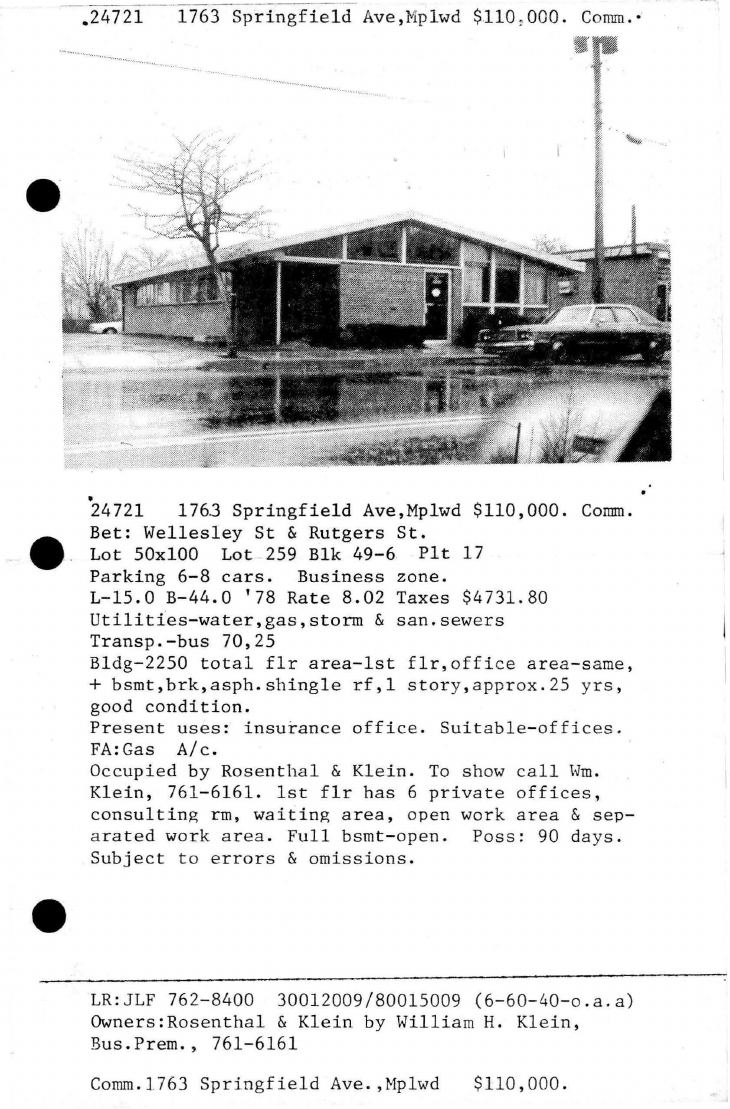 .24721 1763 Springfield Ave,Mplwd $110,000. Comm.
24721 1763 Springfield Ave,Mplwd $110,000. Comm.
Bet: Wellesley St & Rutgers St.
Lot 50x100 Lot 259 Blk 49-6 Plt 17
Parking 6-8 cars. Business zone.
L-15.0 B-44.0 '78 Rate 8.02 Taxes $4731.80
Utilities-water,gas,storm & san.sewers
Transp.-bus 70,25
Bldg-2250 total flr area-1st flr,office area-same,
+ bsmt,brk,asph.shingle rf,1 story,approx.25 yrs,
good condition.
Present uses: insurance office. Suitable-offices.
FA:Gas A/c.
Occupied by Rosenthal & Klein. To show call Wm.
Klein, 761-6161. 1st flr has 6 private offices,
consulting rm, waiting area, open work area & sep-
arated work area. Full bsmt-open. Poss: 90 days.
Subject to errors & omissions.
LR:JLF 762-8400 30012009/80015009 (6-60-40-o.a.a)
Owners:Rosenthal & Klein by William H. Klein,
Bus.Prem., 761-6161
Comm.1763 Springfield Ave.,Mplwd $110,000.